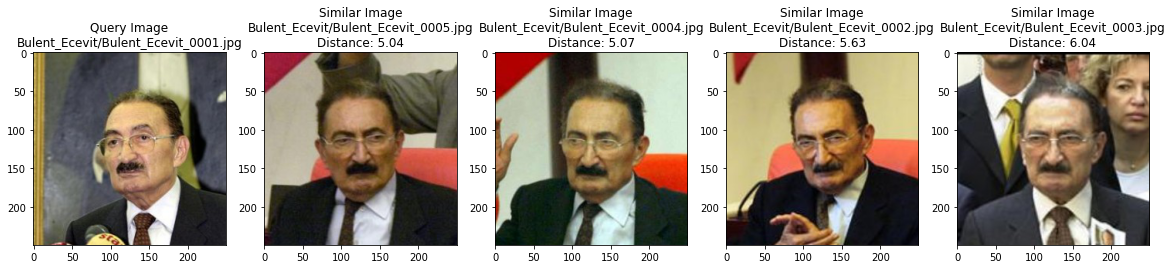 Query Image
Bulent_Ecevit/Bulent_Ecevit_0001.jpg
Similar Image
Bulent_Ecevit/Bulent_Ecevit_0005.jpg
Distance: 5.04
Similar Image
Bulent_Ecevit/Bulent_Ecevit_0004.jpg
Distance: 5.07
Similar Image
Bulent_Ecevit/Bulent_Ecevit_0002.jpg
Distance: 5.63
Similar Image
Bulent_Ecevit/Bulent_Ecevit_0003.jpg
Distance: 6.04
0
50
100
150
200
0 50 100 150 200
0
50
100
150
200
0 50 100 150 200
0
50
100
150
200
0 50 100 150 200
0
50
100
150
200
0 50 100 150 200
0
50
100
150
200
0 50 100 150 200
star